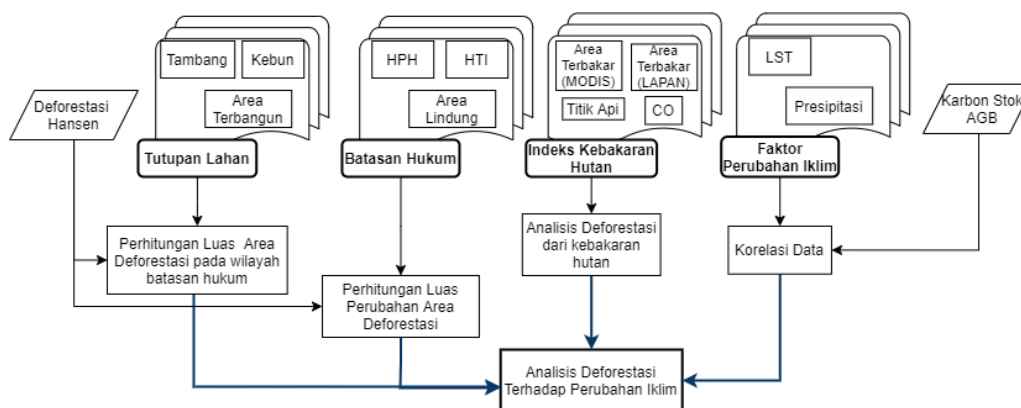 Deforestasi
Hansen
Tambang
Kebun
Area
Terbangun
Tutupan Lahan
HPH
HTI
Area
Lindung
Batasan Hukum
Area
Terbakar
(MODIS)
Area
Terbakar
(LAPAN)
Titik Api
CO
Indeks Kebakaran
Hutan
LST
Presipitasi
Faktor
Perubahan Iklim
Karbon Stok
AGB
Perhitungan Luas Area
Deforestasi pada wilayah
batasan hukum
Perhitungan Luas
Perubahan Area
Deforestasi
Analisis Deforestasi
dari kebakaran
hutan
Korelasi Data
Analisis Deforestasi
Terhadap Perubahan Iklim